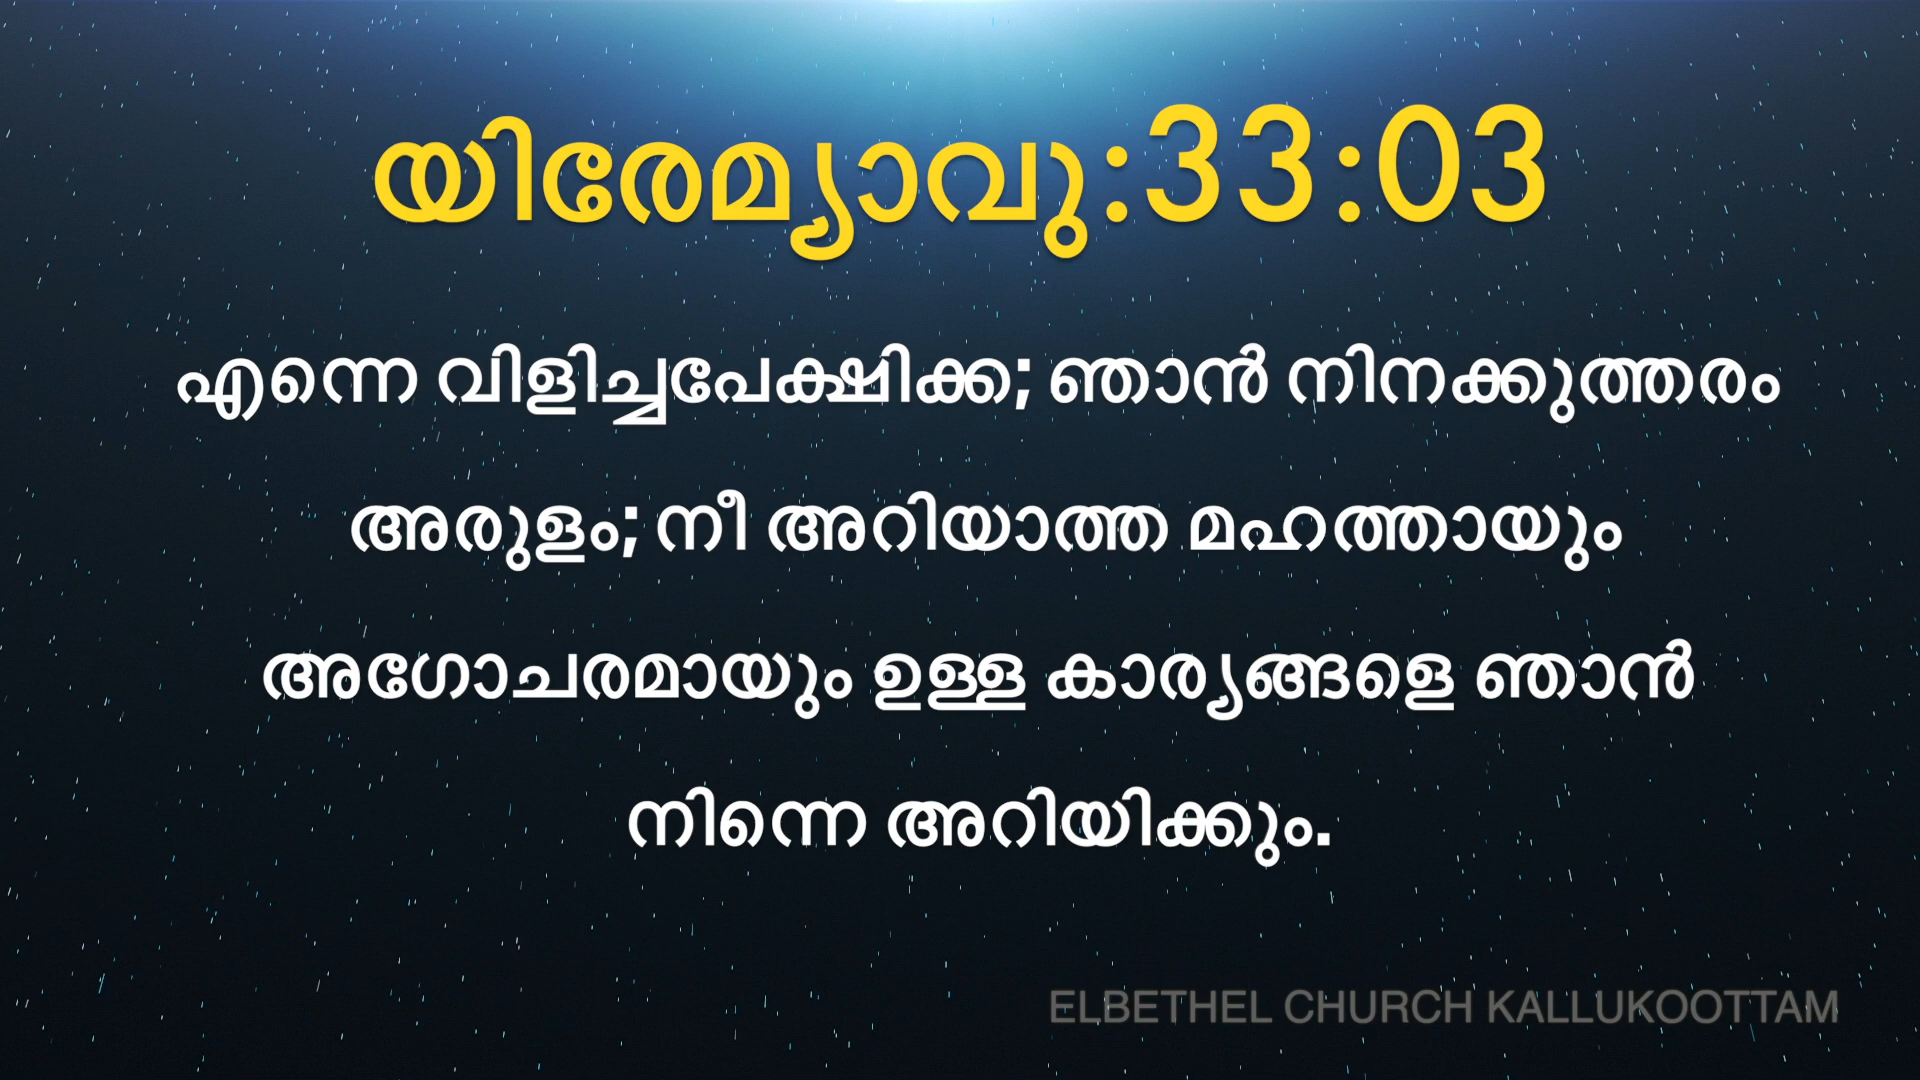 യിരേമ്യാവു:33:03
എന്നെ വിളിച്ചപേക്ഷിക്ക; ഞാൻ നിനക്കുത്തരം
അരുളം; നീ അറിയാത്ത മഹത്തായും
അഗോചരമായും ഉള്ള കാര്യങ്ങളെ ഞാൻ
നിന്നെ അറിയിക്കും.
ELBETHEL CHURCH KALLUKOOTTAM